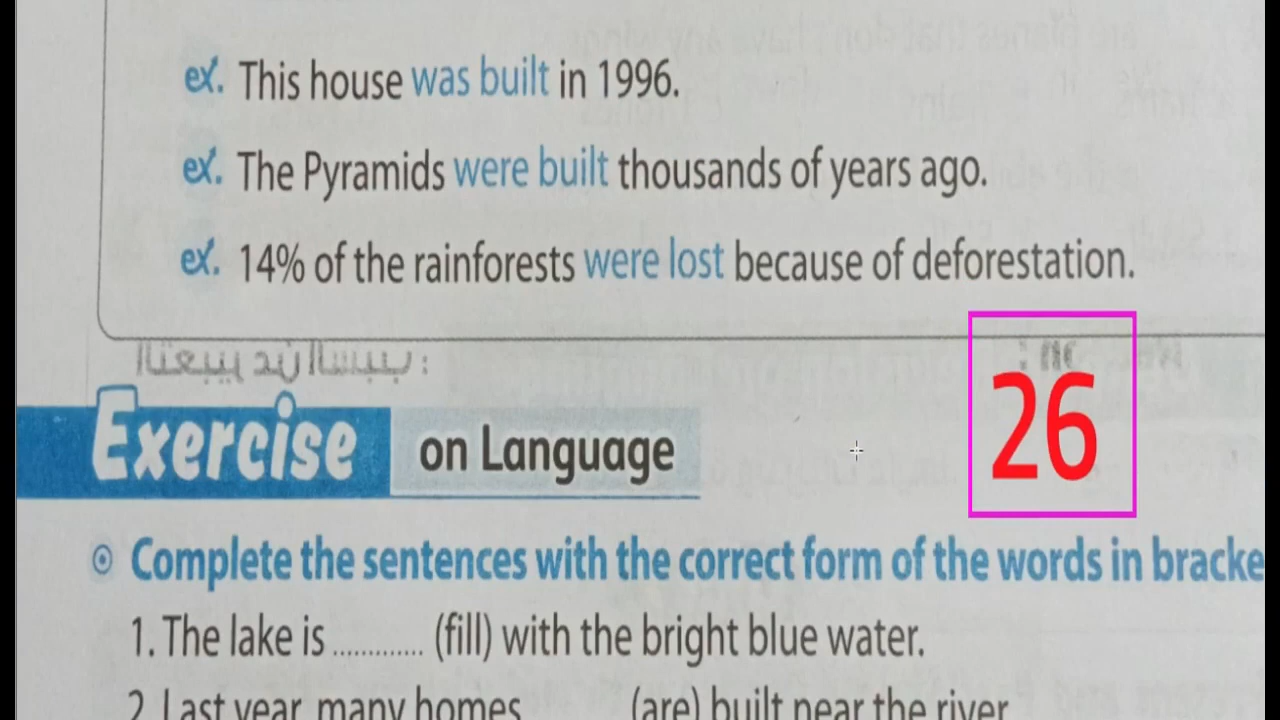 ex. This house was built in 1996.
ex. The Pyramids were built thousands of years ago.
ex. 14% of the rainforests were lost because of deforestation.
26
Exercise on Language
Complete the sentences with the correct form of the words in bracke
1. The lake is ............. (fill) with the bright blue water.
2. Last year, many homes (are) built near the river